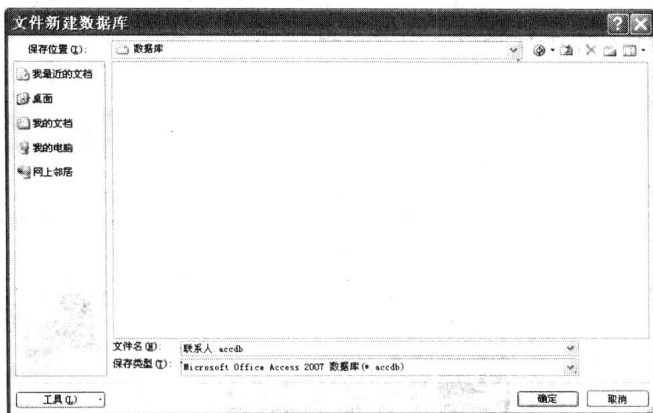 文件新建数据库
保存位置(I):
数据库
我最近的文档
桌面
我的文档
我的电脑
网上邻居
文件名(N):
联系人.accdb
保存类型(T):
Microsoft Office Access 2007 数据库(*.accdb)
工具(L)
确定
取消